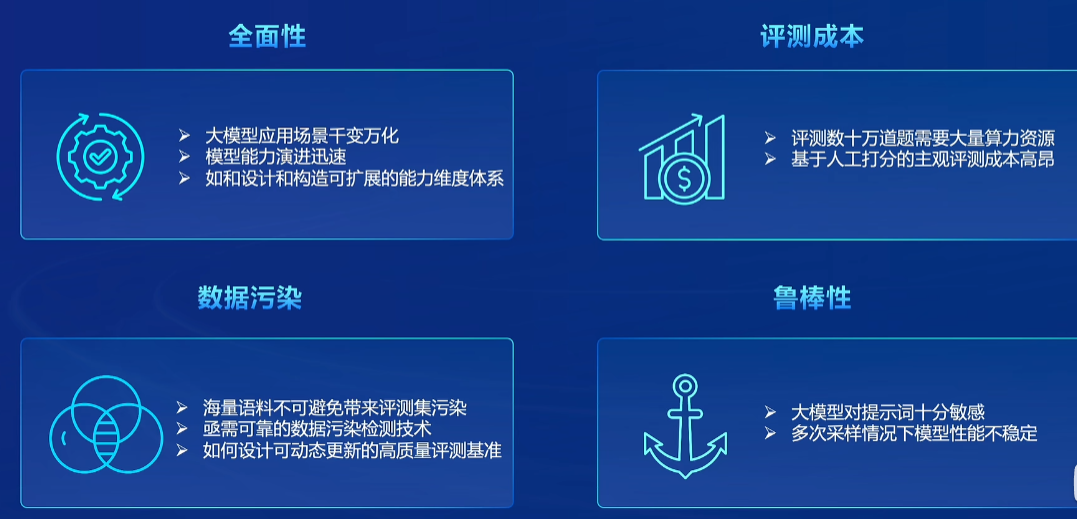 全面性
大模型应用场景千变万化
模型能力演进迅速
如和设计和构造可扩展的能力维度体系
评测成本
评测数十万道题需要大量算力资源
基于人工打分的主观评测成本高昂
数据污染
海量语料不可避免带来评测集污染
亟需可靠的数据污染检测技术
如何设计可动态更新的高质量评测基准
鲁棒性
大模型对提示词十分敏感
多次采样情况下模型性能不稳定